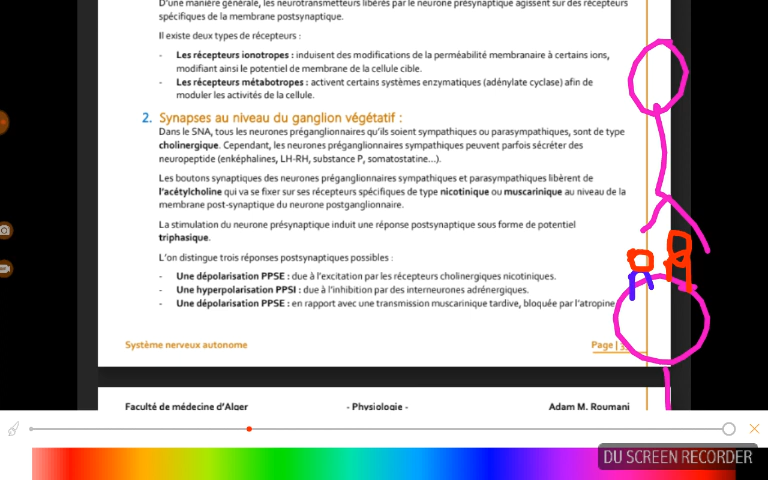 D'une manière générale, les neurotransmetteurs libérés par le neurone présynaptique agissent sur des récepteurs
spécifiques de la membrane postsynaptique.
Il existe deux types de récepteurs :
- Les récepteurs ionotropes : induisent des modifications de la perméabilité membranaire à certains ions,
modifiant ainsi le potentiel de membrane de la cellule cible.
- Les récepteurs métabotropes : activent certains systèmes enzymatiques (adénylate cyclase) afin de
moduler les activités de la cellule.
2. Synapses au niveau du ganglion végétatif :
Dans le SNA, tous les neurones préganglionnaires qu'ils soient sympathiques ou parasympathiques, sont de type
cholinergique. Cependant, les neurones préganglionnaires sympathiques peuvent parfois sécréter des
neuropeptide (enképhalines, LH-RH, substance P, somatostatine...).
Les boutons synaptiques des neurones préganglionnaires sympathiques et parasympathiques libèrent de
l'acétylcholine qui va se fixer sur ses récepteurs spécifiques de type nicotinique ou muscarinique au niveau de la
membrane post-synaptique du neurone postganglionnaire.
La stimulation du neurone présynaptique induit une réponse postsynaptique sous forme de potentiel
triphasique.
L'on distingue trois réponses postsynaptiques possibles :
- Une dépolarisation PPSE : due à l'excitation par les récepteurs cholinergiques nicotiniques.
- Une hyperpolarisation PPSI : due à l'inhibition par des interneurones adrénergiques.
- Une dépolarisation PPSE : en rapport avec une transmission muscarinique tardive, bloquée par l'atropine
Système nerveux autonome
Page |
Faculté de médecine d'Alger
- Physiologie -
Adam M. Roumani
DU SCREEN RECORDER